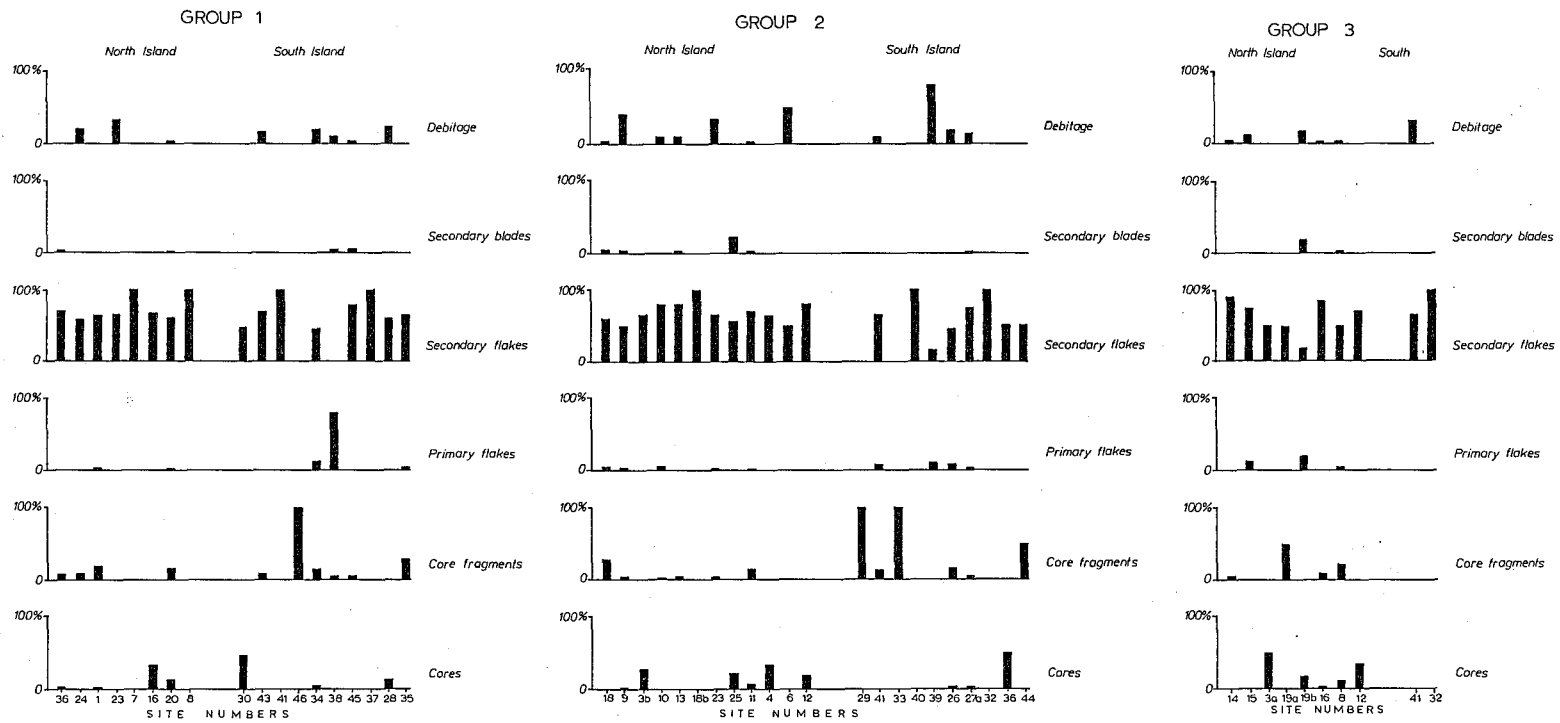 GROUP 1
North Island South Island
100%
0
Debitage
100%
0
Secondary blades
100%
0
Secondary flakes
100%
0
Primary flakes
100%
0
Core fragments
100%
0
Cores
36 24 1 23 7 16 20 8 30 43 41 46 34 38 45 37 28 35
SITE NUMBERS
GROUP 2
North Island South Island
100%
0
Debitage
100%
0
Secondary blades
100%
0
Secondary flakes
100%
0
Primary flakes
100%
0
Core fragments
100%
0
Cores
18 9 3b 10 13 18b 23 25 11 4 6 12 29 41 33 40 39 26 27a 32 36 44
SITE NUMBERS
GROUP 3
North Island South
100%
0
Debitage
100%
0
Secondary blades
100%
0
Secondary flakes
100%
0
Primary flakes
100%
0
Core fragments
100%
0
Cores
14 15 3a 19a 19b 16 8 12 41 32
SITE NUMBERS